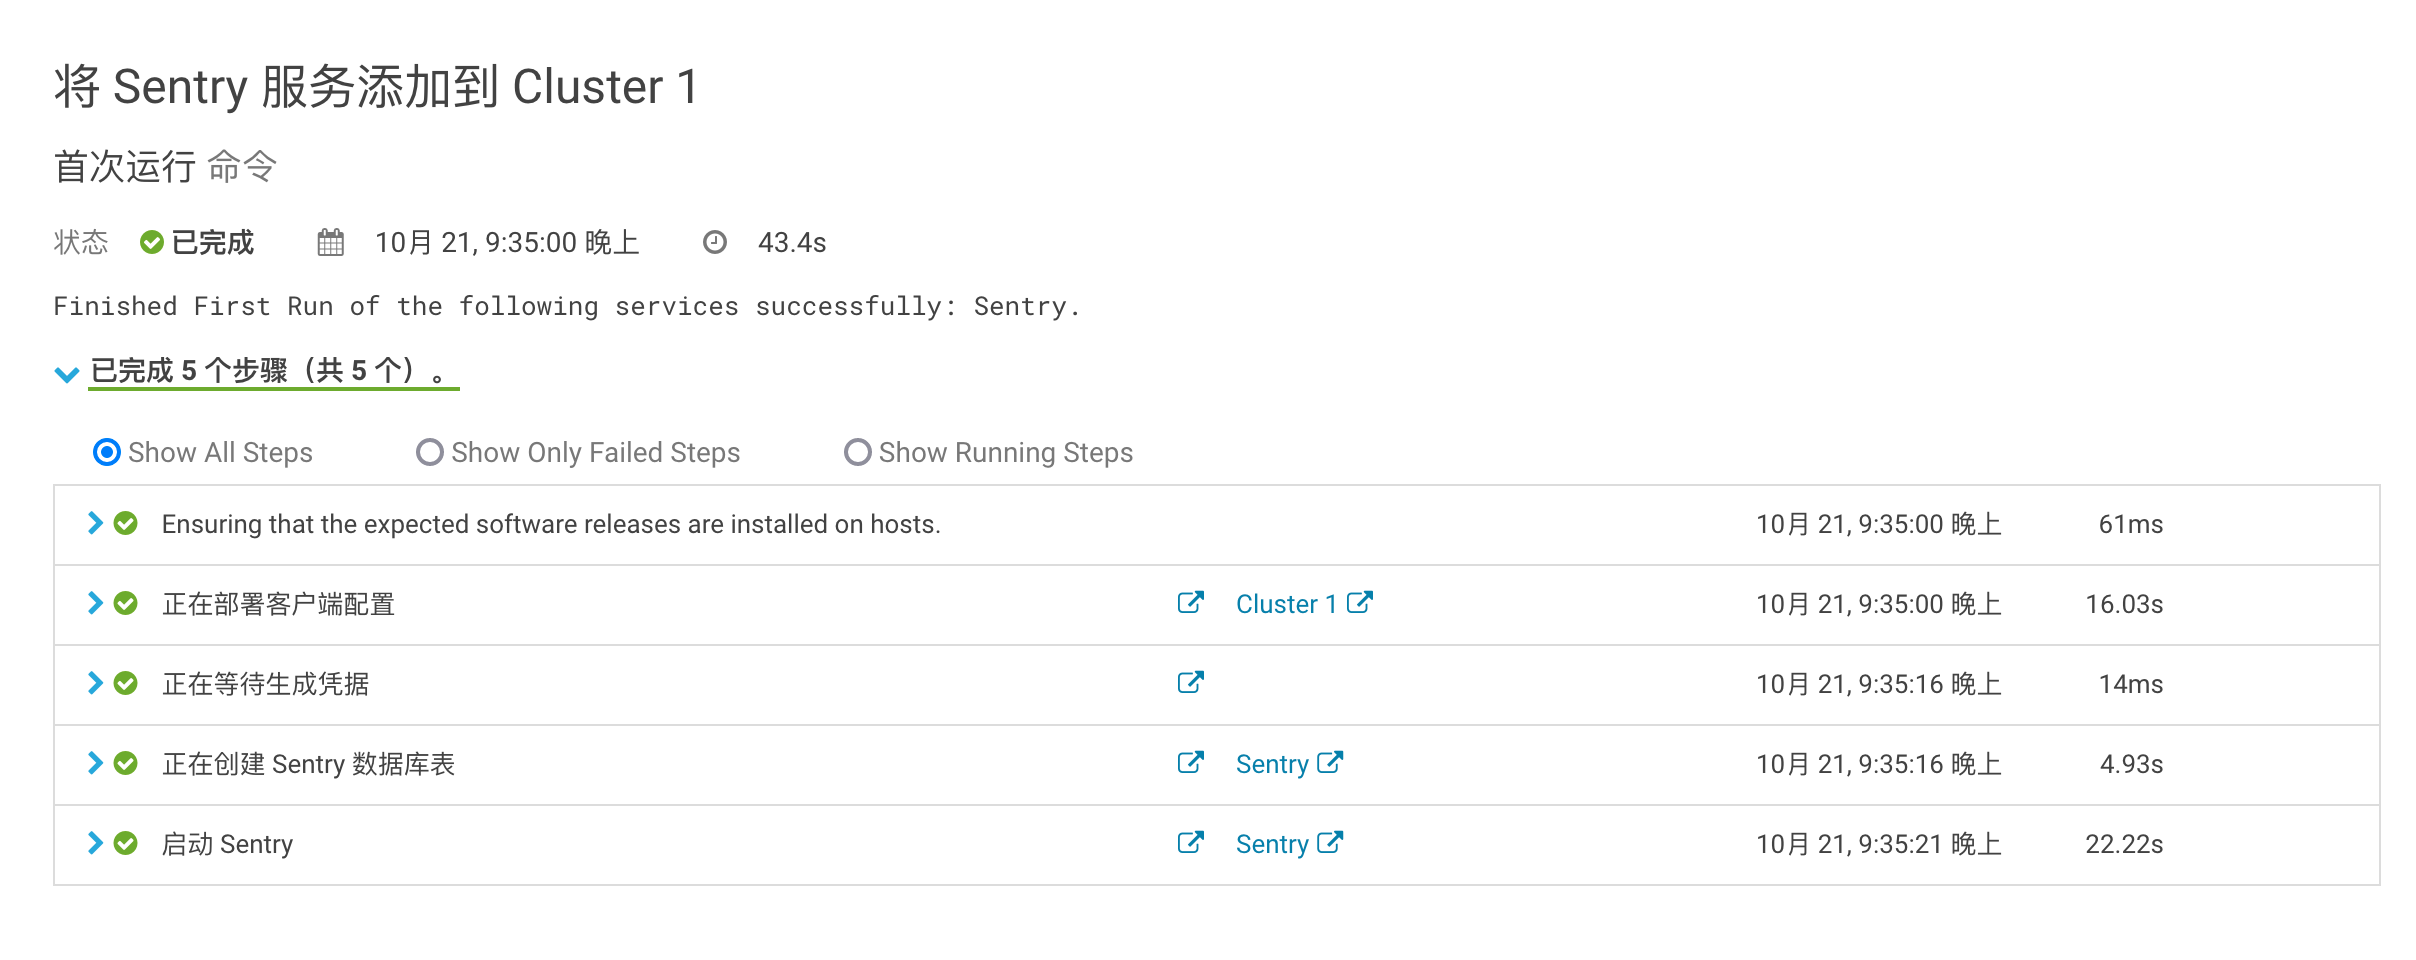 将 Sentry 服务添加到 Cluster 1
首次运行 命令
状态 已完成 10月 21, 9:35:00 晚上 43.4s
Finished First Run of the following services successfully: Sentry.
已完成 5 个步骤（共 5 个）。
Show All Steps Show Only Failed Steps Show Running Steps
Ensuring that the expected software releases are installed on hosts. 10月 21, 9:35:00 晚上 61ms
正在部署客户端配置 Cluster 1 10月 21, 9:35:00 晚上 16.03s
正在等待生成凭据 10月 21, 9:35:16 晚上 14ms
正在创建 Sentry 数据库表 Sentry 10月 21, 9:35:16 晚上 4.93s
启动 Sentry Sentry 10月 21, 9:35:21 晚上 22.22s